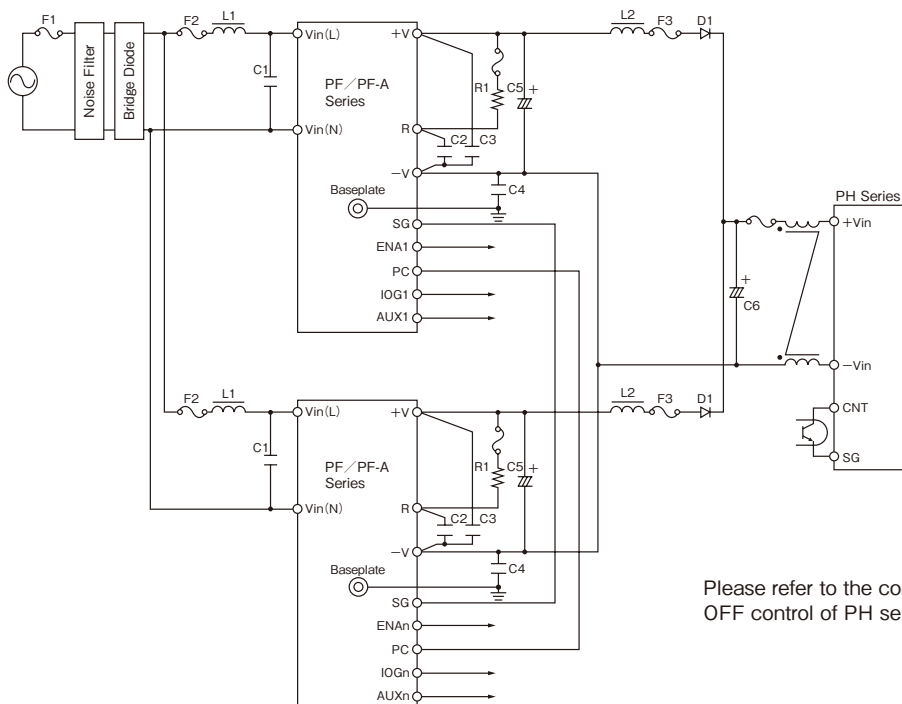 F1
Noise Filter
Bridge Diode
F2
L1
C1
Vin(L)
Vin(N)
PF/PF-A
Series
+V
R
−V
Baseplate
SG
ENA1
PC
IOG1
AUX1
R1
C5
+
C2
C3
C4
L2
F3
D1
PH Series
+Vin
+
C6
−Vin
CNT
SG
F2
L1
C1
Vin(L)
Vin(N)
PF/PF-A
Series
+V
R
−V
Baseplate
SG
ENAn
PC
IOGn
AUXn
R1
C5
+
C2
C3
C4
L2
F3
D1
Please refer to the co
OFF control of PH se